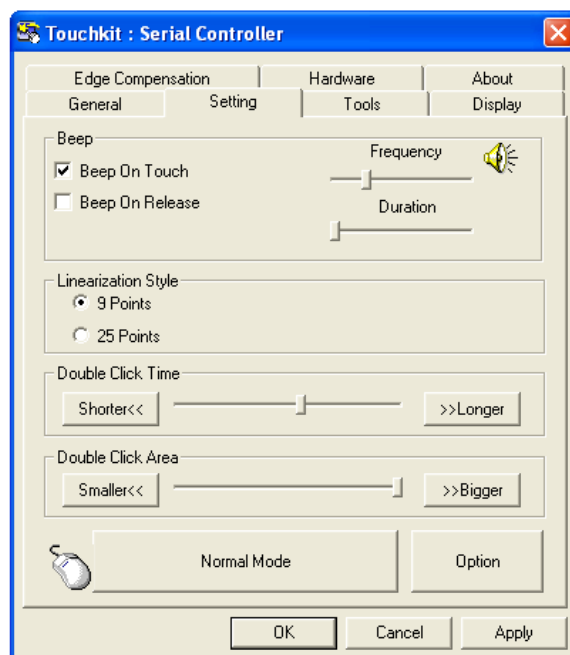 Touchkit : Serial Controller
Edge Compensation Hardware About
General Setting Tools Display
Beep
Beep On Touch
Frequency
Beep On Release
Duration
Linearization Style
9 Points
25 Points
Double Click Time
Shorter<< >>Longer
Double Click Area
Smaller<< >>Bigger
Normal Mode Option
OK Cancel Apply